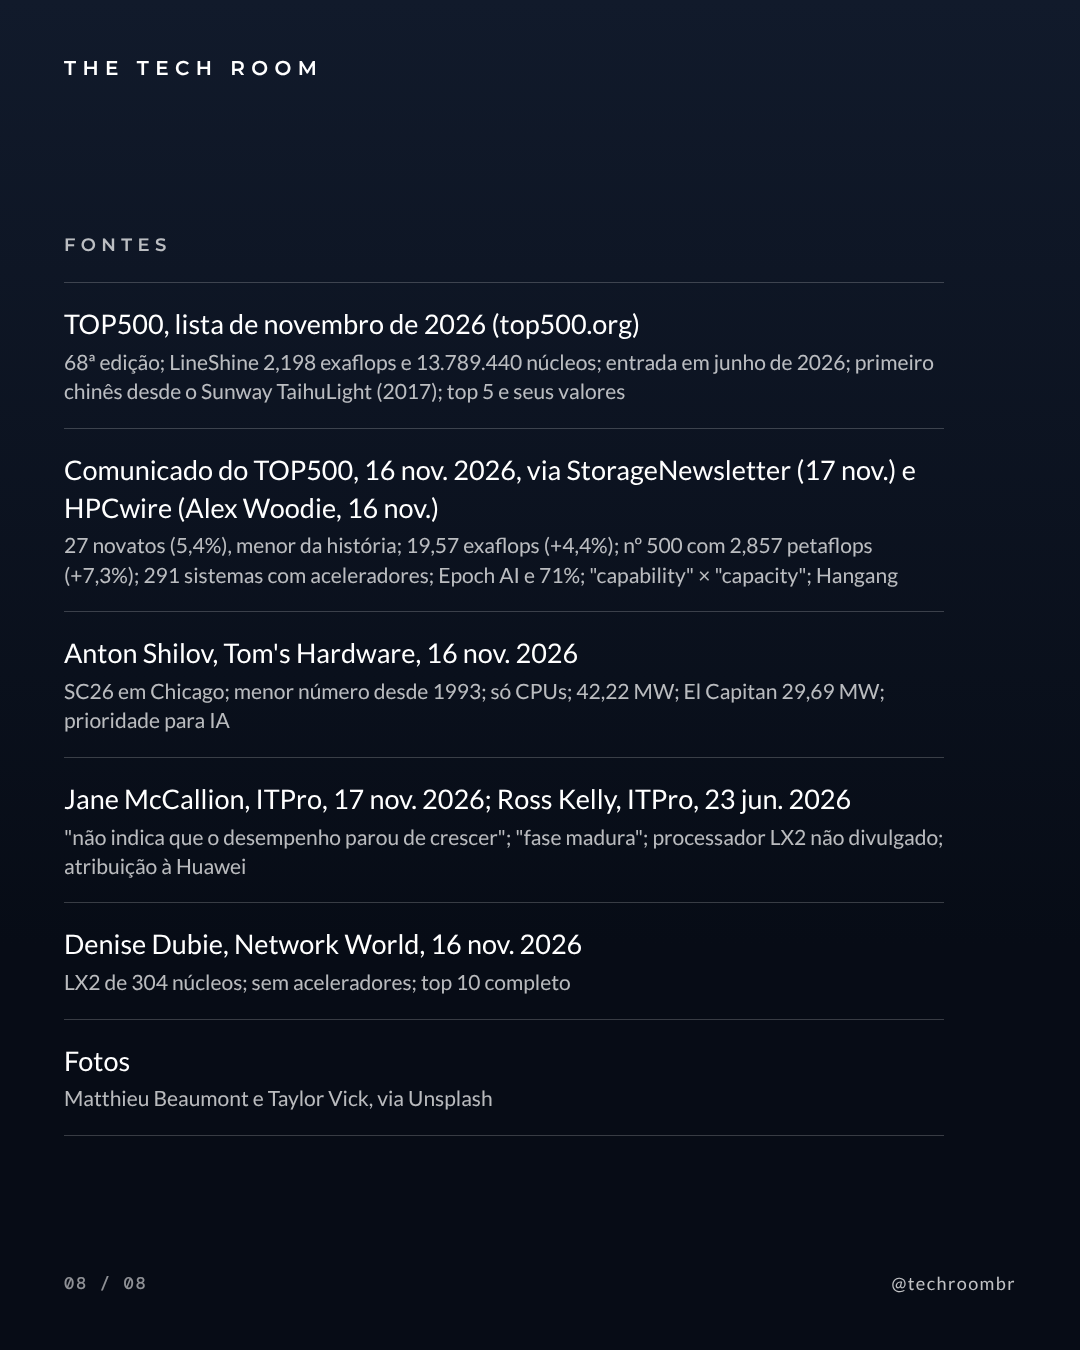 THE TECH ROOM
FONTES
TOP500, lista de novembro de 2026 (top500.org)
68ª edição; LineShine 2,198 exaflops e 13.789.440 núcleos; entrada em junho de 2026; primeiro
chinês desde o Sunway TaihuLight (2017); top 5 e seus valores
Comunicado do TOP500, 16 nov. 2026, via StorageNewsletter (17 nov.) e
HPCwire (Alex Woodie, 16 nov.)
27 novatos (5,4%), menor da história; 19,57 exaflops (+4,4%); nº 500 com 2,857 petaflops
(+7,3%); 291 sistemas com aceleradores; Epoch AI e 71%; "capability" × "capacity"; Hangang
Anton Shilov, Tom's Hardware, 16 nov. 2026
SC26 em Chicago; menor número desde 1993; só CPUs; 42,22 MW; El Capitan 29,69 MW;
prioridade para IA
Jane McCallion, ITPro, 17 nov. 2026; Ross Kelly, ITPro, 23 jun. 2026
"não indica que o desempenho parou de crescer"; "fase madura"; processador LX2 não divulgado;
atribuição à Huawei
Denise Dubie, Network World, 16 nov. 2026
LX2 de 304 núcleos; sem aceleradores; top 10 completo
Fotos
Matthieu Beaumont e Taylor Vick, via Unsplash
08 / 08
@techroombr